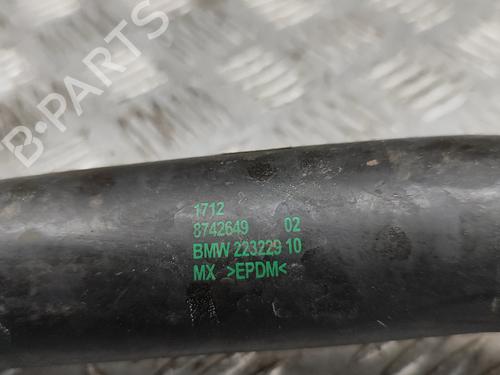 B-PARTS
1712
8742649 02
BMW 223229 10
MX >EPDM<